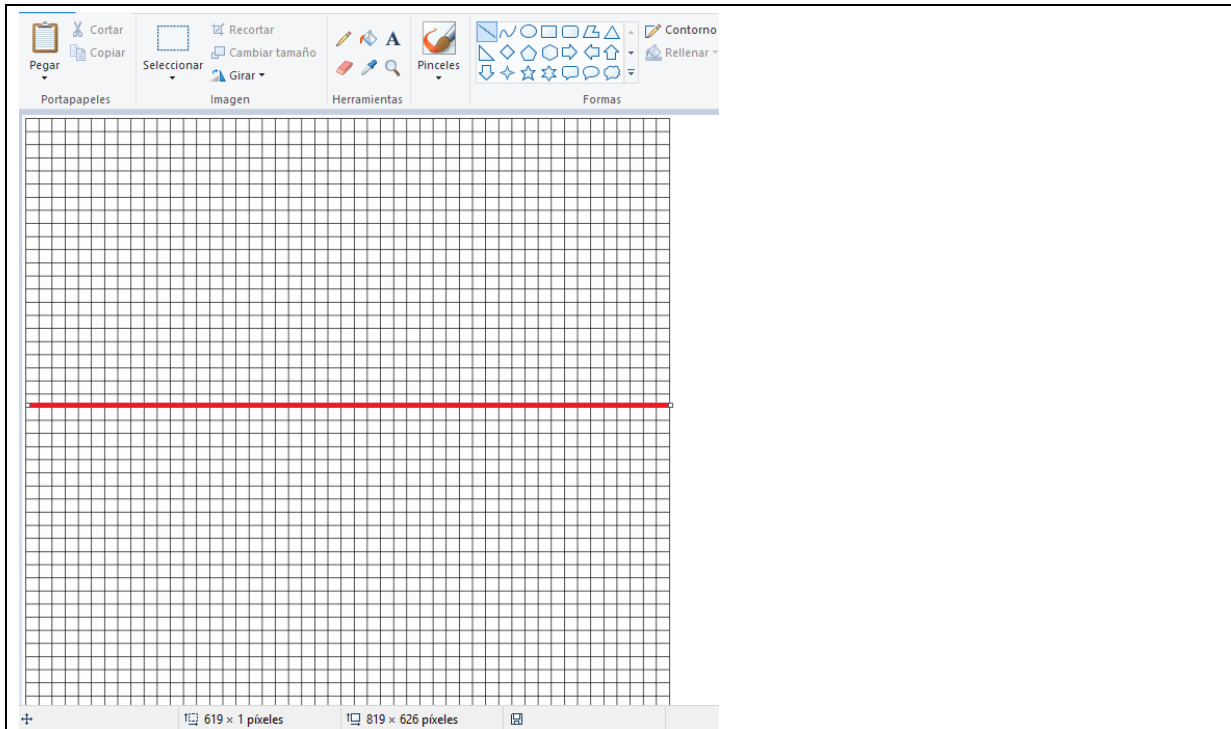 Cortar
Copiar
Pegar
Portapapeles
Recortar
Cambiar tamaño
Girar
Seleccionar
Imagen
A
Herramientas
Pinceles
Contorno
Rellenar
Formas
619 × 1 píxeles
819 × 626 píxeles